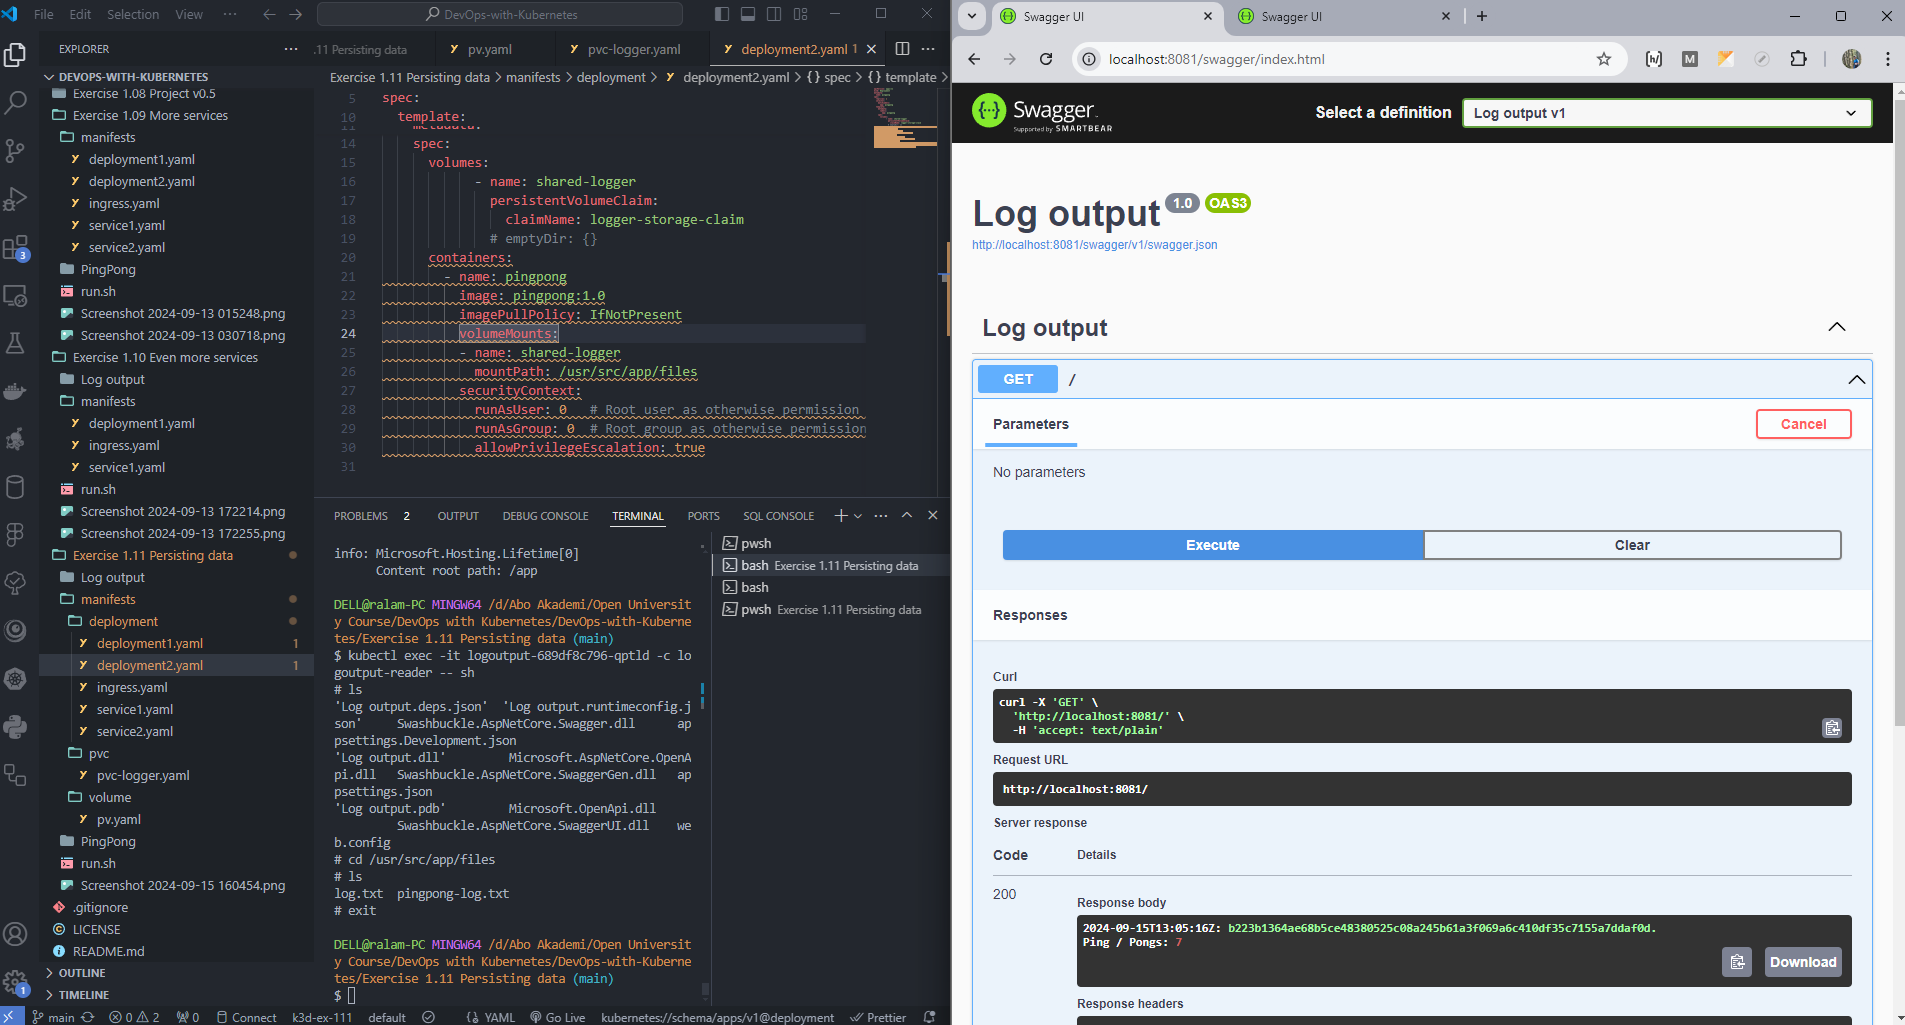 File Edit Selection View ··· DevOps-with-Kubernetes
EXPLORER ···
DEVOPS-WITH-KUBERNETES
Exercise 1.08 Project v0.5
Exercise 1.09 More services
manifests
deployment1.yaml
deployment2.yaml
ingress.yaml
service1.yaml
service2.yaml
PingPong
run.sh
Screenshot 2024-09-13 015248.png
Screenshot 2024-09-13 030718.png
Exercise 1.10 Even more services
Log output
manifests
deployment1.yaml
ingress.yaml
service1.yaml
run.sh
Screenshot 2024-09-13 172214.png
Screenshot 2024-09-13 172255.png
Exercise 1.11 Persisting data
Log output
manifests
deployment
deployment1.yaml 1
deployment2.yaml 1
ingress.yaml
service1.yaml
service2.yaml
pvc
pvc-logger.yaml
volume
pv.yaml
PingPong
run.sh
Screenshot 2024-09-15 160454.png
.gitignore
LICENSE
README.md
OUTLINE
TIMELINE
3
1
.11 Persisting data pv.yaml pvc-logger.yaml deployment2.yaml 1
Exercise 1.11 Persisting data > manifests > deployment > deployment2.yaml > {} spec > {} template >
5 spec:
10 template:
11 metadata:
14 spec:
15 volumes:
16 - name: shared-logger
17 persistentVolumeClaim:
18 claimName: logger-storage-claim
19 # emptyDir: {}
20 containers:
21 - name: pingpong
22 image: pingpong:1.0
23 imagePullPolicy: IfNotPresent
24 volumeMounts:
25 - name: shared-logger
26 mountPath: /usr/src/app/files
27 securityContext:
28 runAsUser: 0 # Root user as otherwise permission
29 runAsGroup: 0 # Root group as otherwise permission
30 allowPrivilegeEscalation: true
31
PROBLEMS 2 OUTPUT DEBUG CONSOLE TERMINAL PORTS SQL CONSOLE
info: Microsoft.Hosting.Lifetime[0]
Content root path: /app
DELL@ralam-PC MINGW64 /d/Abo Akademi/Open Universit
y Course/DevOps with Kubernetes/DevOps-with-Kuberne
tes/Exercise 1.11 Persisting data (main)
$ kubectl exec -it logoutput-689df8c796-qptld -c lo
goutput-reader -- sh
# ls
'Log output.deps.json' 'Log output.runtimeconfig.j
son' Swashbuckle.AspNetCore.Swagger.dll ap
psettings.Development.json
'Log output.dll' Microsoft.AspNetCore.OpenA
pi.dll Swashbuckle.AspNetCore.SwaggerGen.dll ap
psettings.json
'Log output.pdb' Microsoft.OpenApi.dll
Swashbuckle.AspNetCore.SwaggerUI.dll we
b.config
# cd /usr/src/app/files
# ls
log.txt pingpong-log.txt
# exit
DELL@ralam-PC MINGW64 /d/Abo Akademi/Open Universit
y Course/DevOps with Kubernetes/DevOps-with-Kuberne
tes/Exercise 1.11 Persisting data (main)
$
pwsh
bash Exercise 1.11 Persisting data
bash
pwsh Exercise 1.11 Persisting data
main 0 2 0 Connect k3d-ex-111 default {} YAML Go Live kubernetes://schema/apps/v1@deployment Prettier
Swagger UI
Swagger UI
localhost:8081/swagger/index.html
Swagger.
Supported by SMARTBEAR
Select a definition
Log output v1
Log output 1.0 OAS3
http://localhost:8081/swagger/v1/swagger.json
Log output
GET /
Parameters
Cancel
No parameters
Execute
Clear
Responses
Curl
curl -X 'GET' \
'http://localhost:8081/' \
-H 'accept: text/plain'
Request URL
http://localhost:8081/
Server response
Code Details
200
Response body
2024-09-15T13:05:16Z: b223b1364ae68b5ce48380525c08a245b61a3f069a6c410df35c7155a7ddaf0d.
Ping / Pongs: 7
Download
Response headers